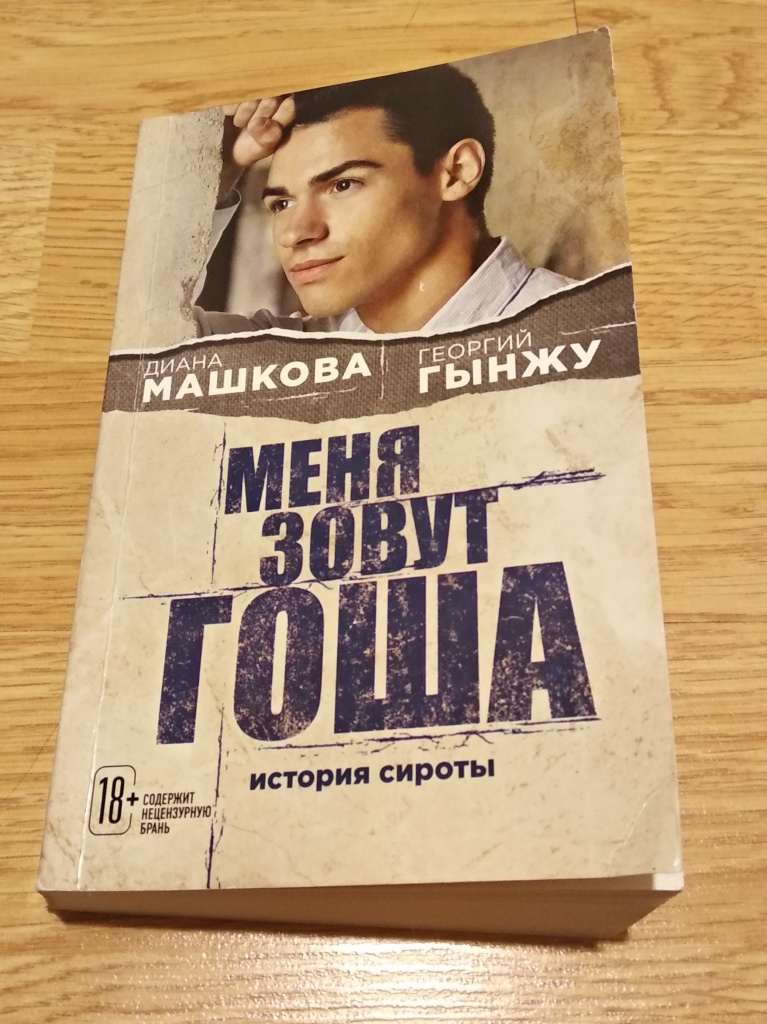 ДИАНА
МАШКОВА
ГЕОРГИЙ
ГЫНЖУ
МЕНЯ
ЗОВУТ
ГОША
история сироты
18+
СОДЕРЖИТ
НЕЦЕНЗУРНУЮ
БРАНЬ